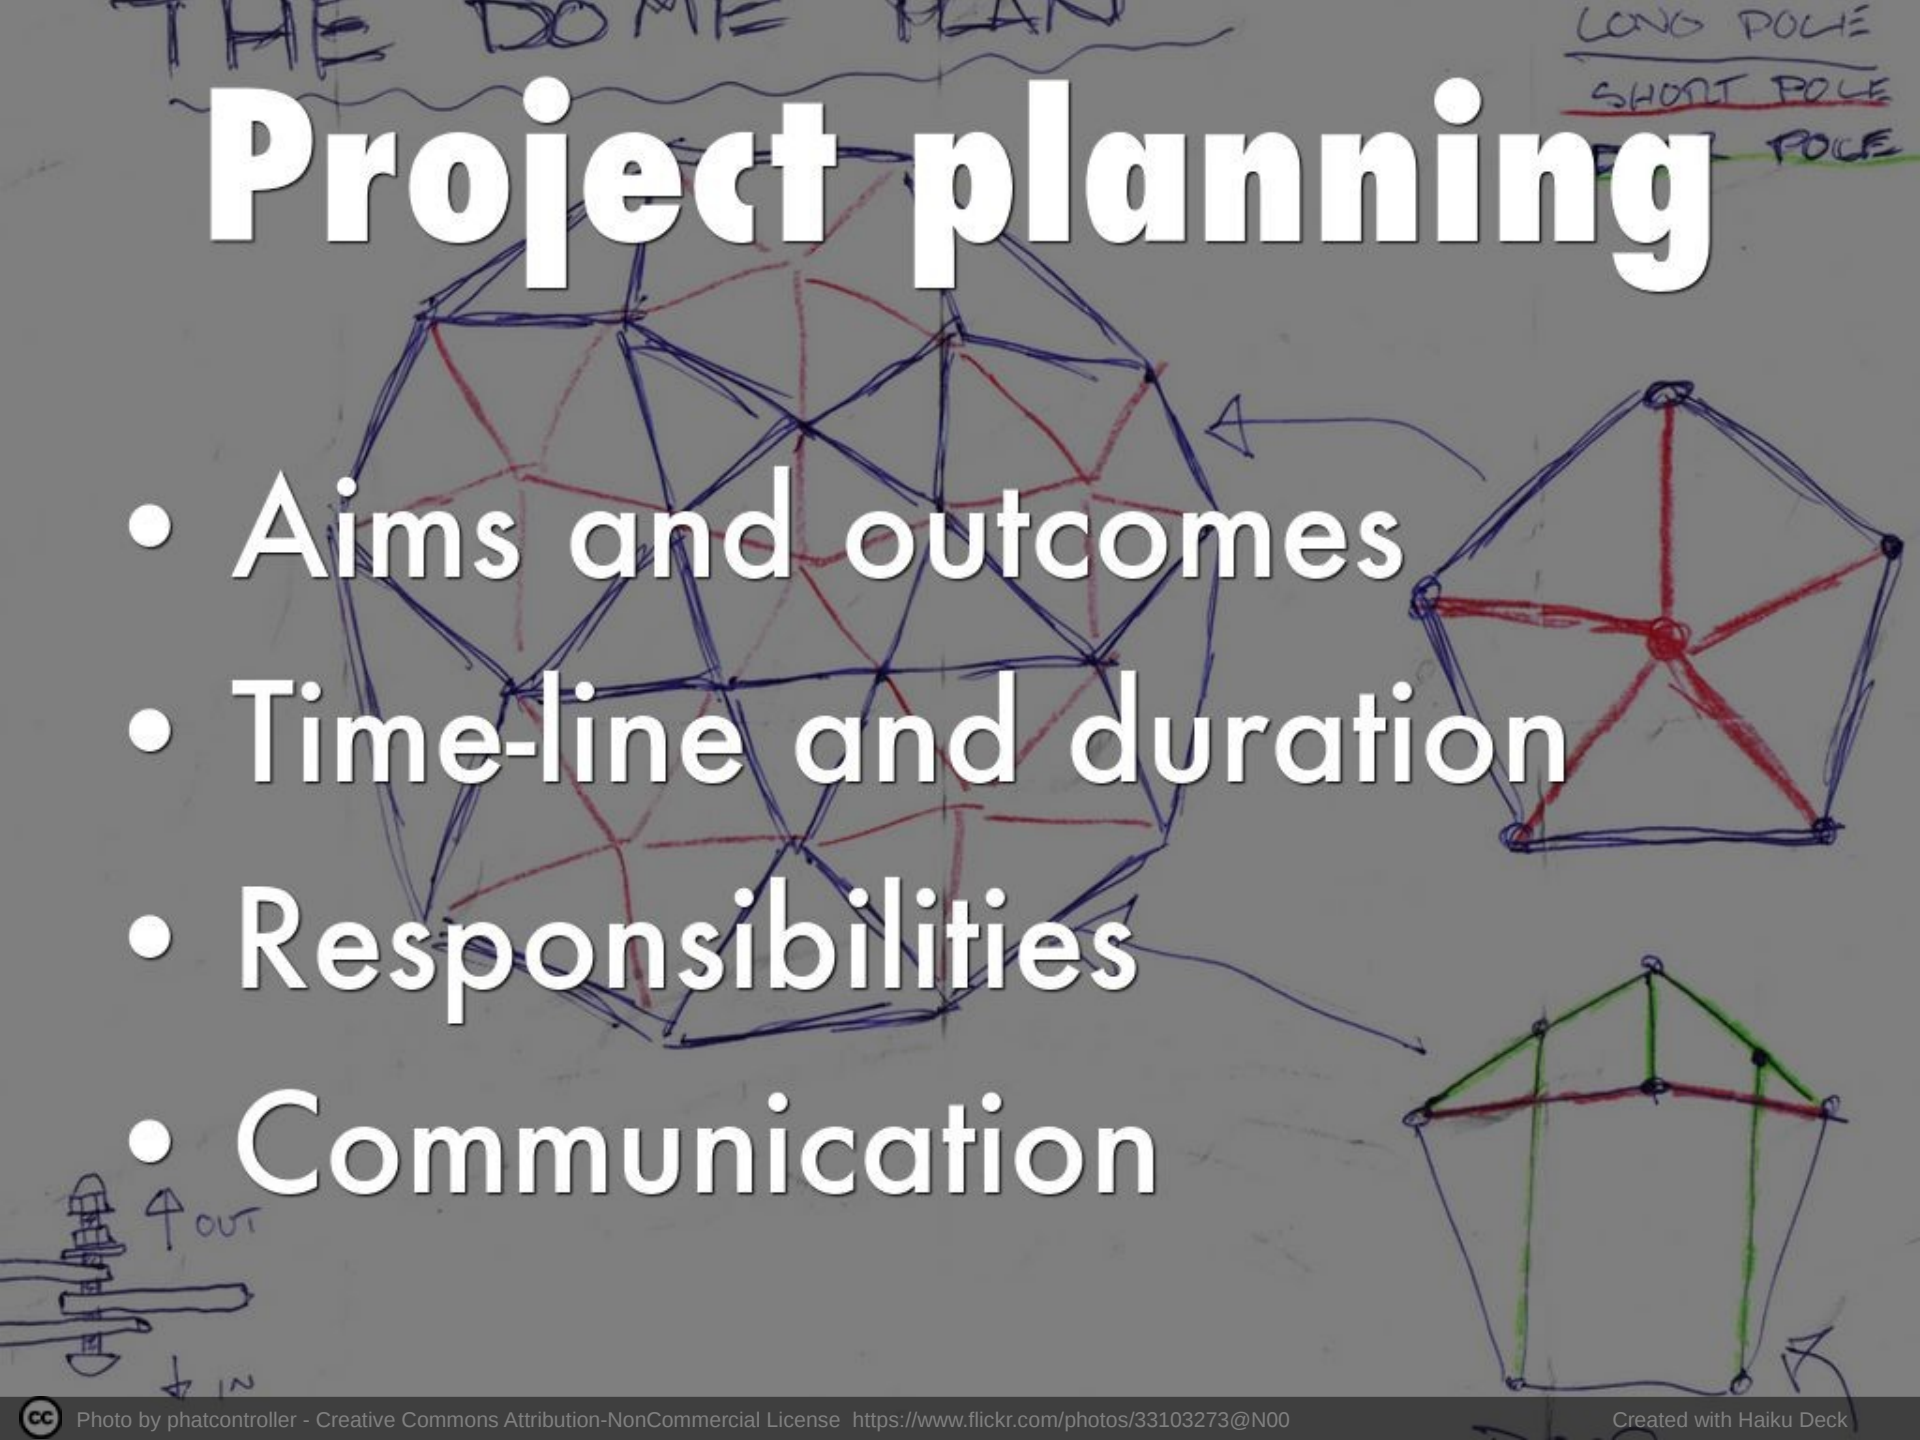 THE DOME PLAN
LONG POLE
SHORT POLE
POLE
Project planning
• Aims and outcomes
• Time-line and duration
• Responsibilities
• Communication
OUT
IN
cc Photo by phatcontroller - Creative Commons Attribution-NonCommercial License https://www.flickr.com/photos/33103273@N00
Created with Haiku Deck